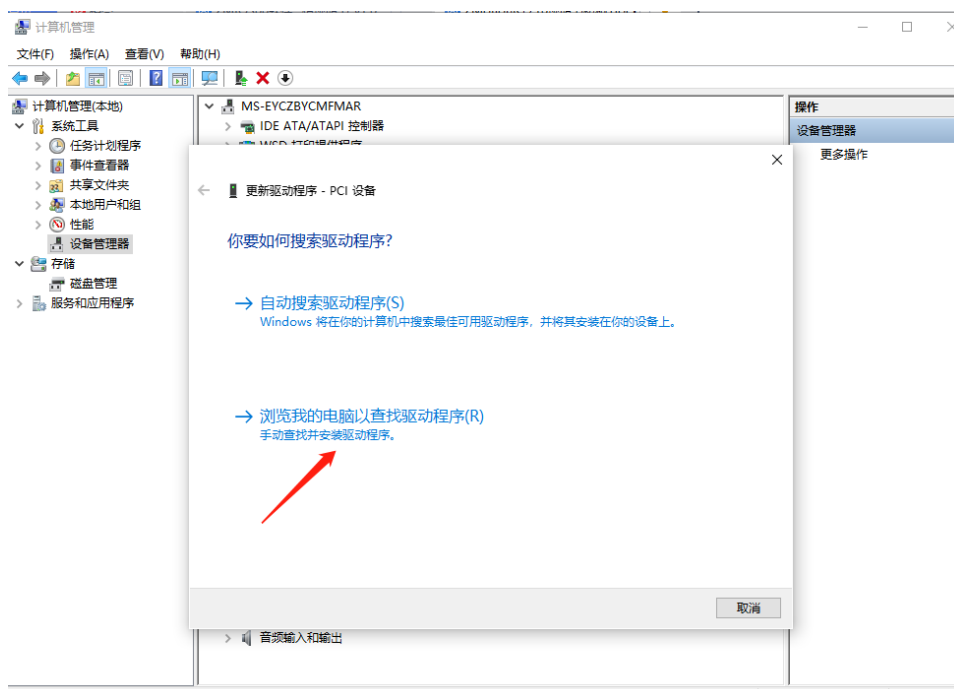 计算机管理
文件(F) 操作(A) 查看(V) 帮助(H)
计算机管理(本地)
系统工具
任务计划程序
事件查看器
共享文件夹
本地用户和组
性能
设备管理器
存储
磁盘管理
服务和应用程序
MS-EYCZBYCMFMAR
IDE ATA/ATAPI 控制器
WSD 打印提供程序
更新驱动程序 - PCI 设备
你要如何搜索驱动程序?
自动搜索驱动程序(S)
Windows 将在你的计算机中搜索最佳可用驱动程序，并将其安装在你的设备上。
浏览我的电脑以查找驱动程序(R)
手动查找并安装驱动程序。
取消
音频输入和输出
操作
设备管理器
更多操作